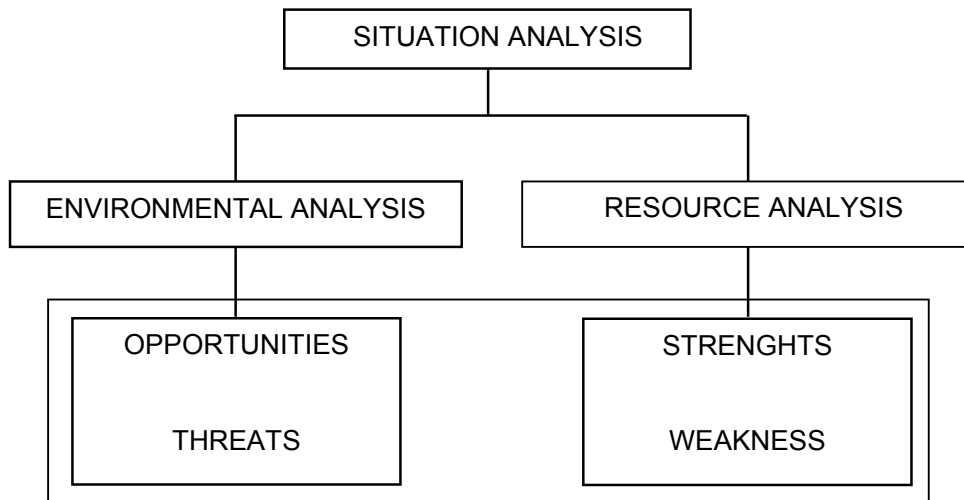 SITUATION ANALYSIS
ENVIRONMENTAL ANALYSIS
RESOURCE ANALYSIS
OPPORTUNITIES
THREATS
STRENGHTS
WEAKNESS